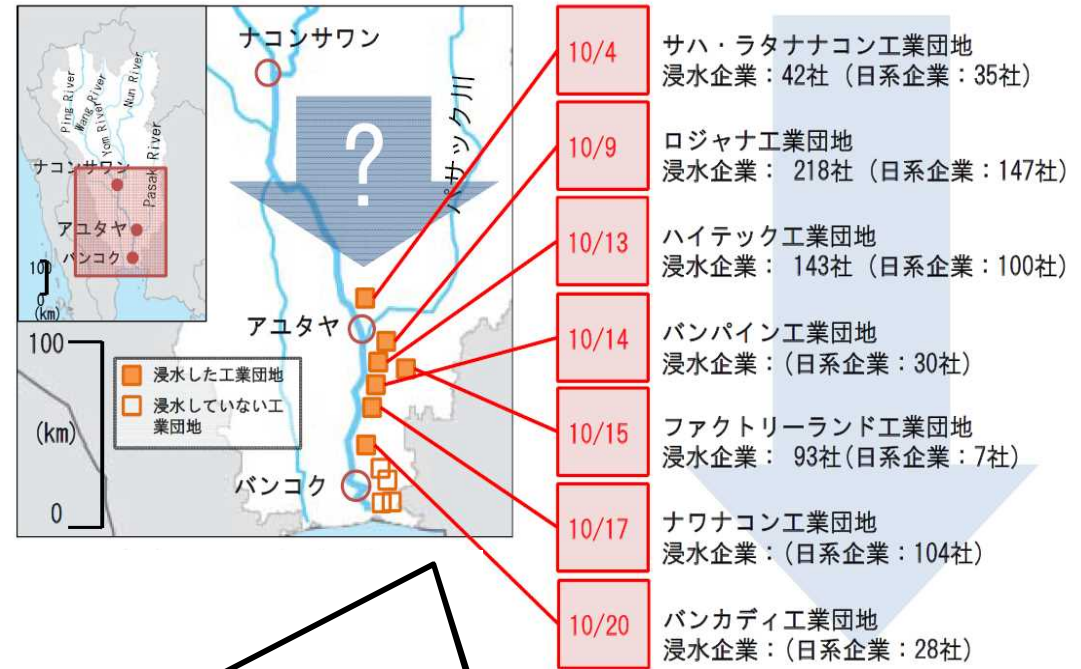 Ping River
Wang River
Yom River
Nun River
Pasak River
ナコンサワン
アユタヤ
バンコク
100
0
(km)
ナコンサワン
パサック川
?
アユタヤ
バンコク
100
(km)
0
浸水した工業団地
浸水していない工
業団地
10/4
サハ・ラタナナコン工業団地
浸水企業：42社 (日系企業：35社)
10/9
ロジャナ工業団地
浸水企業： 218社 (日系企業：147社)
10/13
ハイテック工業団地
浸水企業： 143社 (日系企業：100社)
10/14
バンパイン工業団地
浸水企業：(日系企業：30社)
10/15
ファクトリーランド工業団地
浸水企業： 93社(日系企業：7社)
10/17
ナワナコン工業団地
浸水企業：(日系企業：104社)
10/20
バンカディ工業団地
浸水企業：(日系企業：28社)